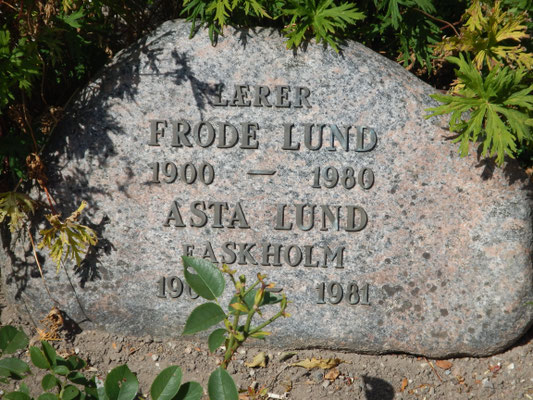 LÆRER
FRODE LUND
1900 — 1980
ASTA LUND
F. ASKHOLM
— 1981